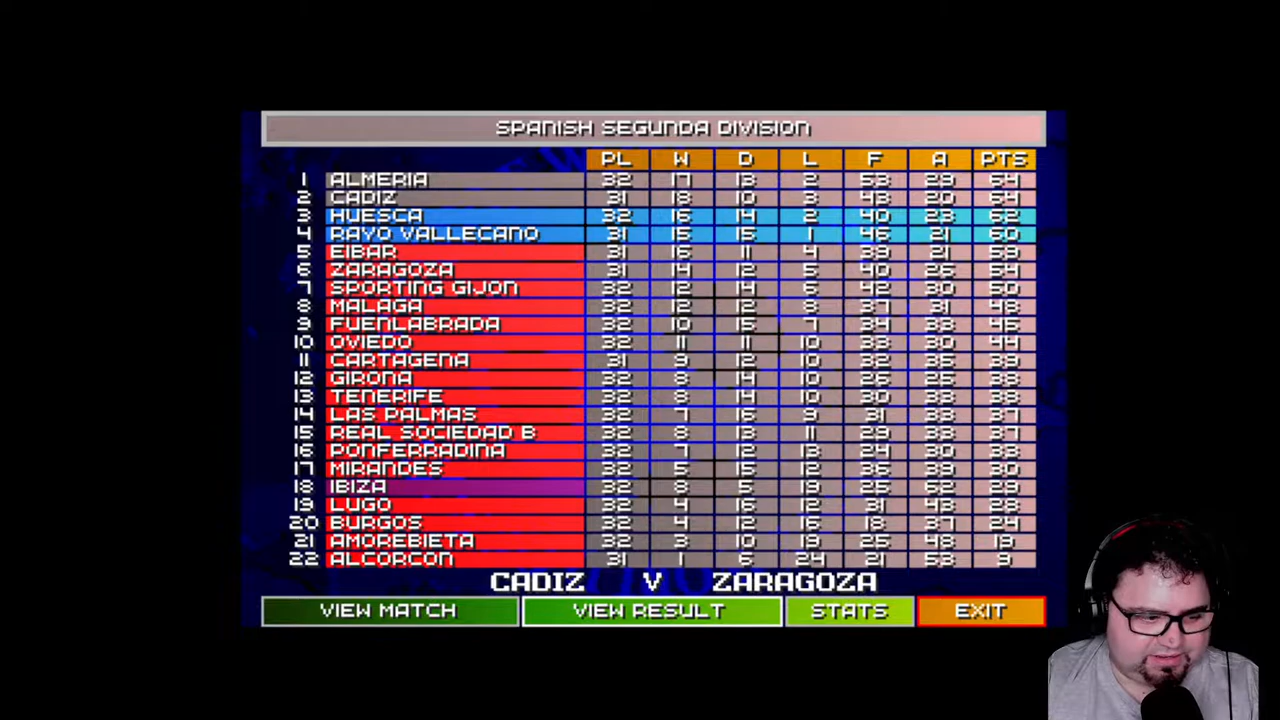 SPANISH SEGUNDA DIVISION
PL W D L F A PTS
1 ALMERIA 32 17 13 2 53 29 64
2 CADIZ 31 18 10 3 43 20 64
3 HUESCA 32 16 14 2 40 23 62
4 RAYO VALLECANO 31 15 15 1 46 21 60
5 EIBAR 31 16 11 4 39 21 59
6 ZARAGOZA 31 14 12 5 40 26 54
7 SPORTING GIJON 32 12 14 6 42 30 50
8 MALAGA 32 12 12 8 37 31 48
9 FUENLABRADA 32 10 15 7 34 33 45
10 OVIEDO 32 11 11 10 33 30 44
11 CARTAGENA 31 9 12 10 32 35 39
12 GIRONA 32 8 14 10 26 25 38
13 TENERIFE 32 8 14 10 30 38 38
14 LAS PALMAS 32 7 16 9 31 33 37
15 REAL SOCIEDAD B 32 8 13 11 29 33 37
16 PONFERRADINA 32 7 12 13 24 30 33
17 MIRANDES 32 5 15 12 36 39 30
18 IBIZA 32 8 5 19 26 62 29
19 LUGO 32 4 16 12 31 43 28
20 BURGOS 32 4 12 16 18 37 24
21 AMOREBIETA 32 3 10 19 25 48 19
22 ALCORCON 31 1 6 24 21 53 9
CADIZ V ZARAGOZA
VIEW MATCH VIEW RESULT STATS EXIT